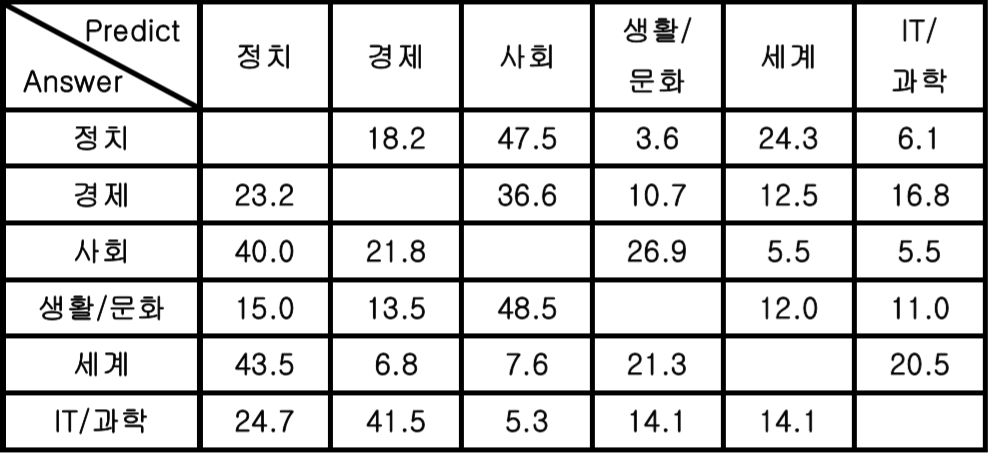 Predict
Answer
정치 경제 사회 생활/ 문화 세계 IT/ 과학
정치 18.2 47.5 3.6 24.3 6.1
경제 23.2 36.6 10.7 12.5 16.8
사회 40.0 21.8 26.9 5.5 5.5
생활/문화 15.0 13.5 48.5 12.0 11.0
세계 43.5 6.8 7.6 21.3 20.5
IT/과학 24.7 41.5 5.3 14.1 14.1